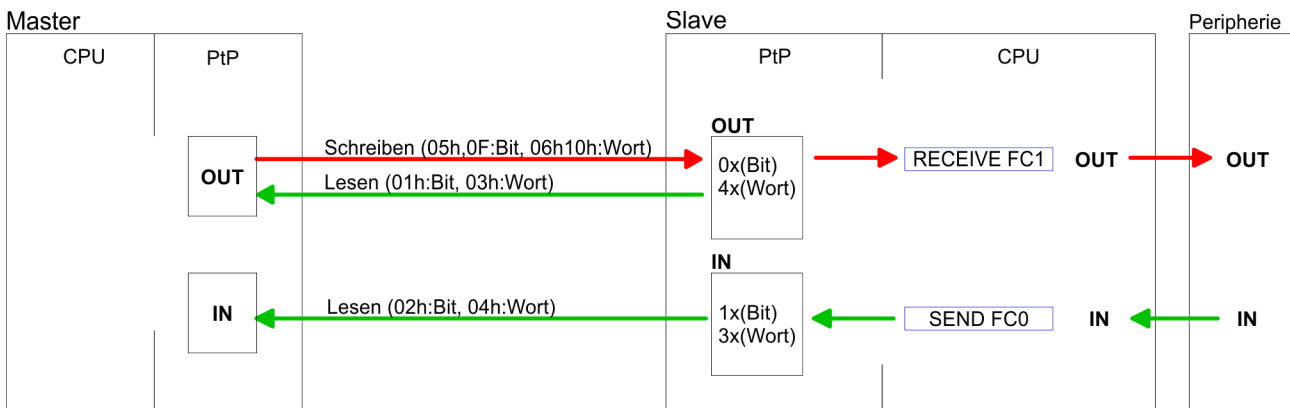 Master
Slave
Peripherie
CPU
PtP
PtP
CPU
OUT
Schreiben (05h,0F:Bit, 06h10h:Wort)
OUT
0x(Bit)
4x(Wort)
RECEIVE FC1
OUT
OUT
Lesen (01h:Bit, 03h:Wort)
IN
Lesen (02h:Bit, 04h:Wort)
IN
1x(Bit)
3x(Wort)
SEND FC0
IN
IN